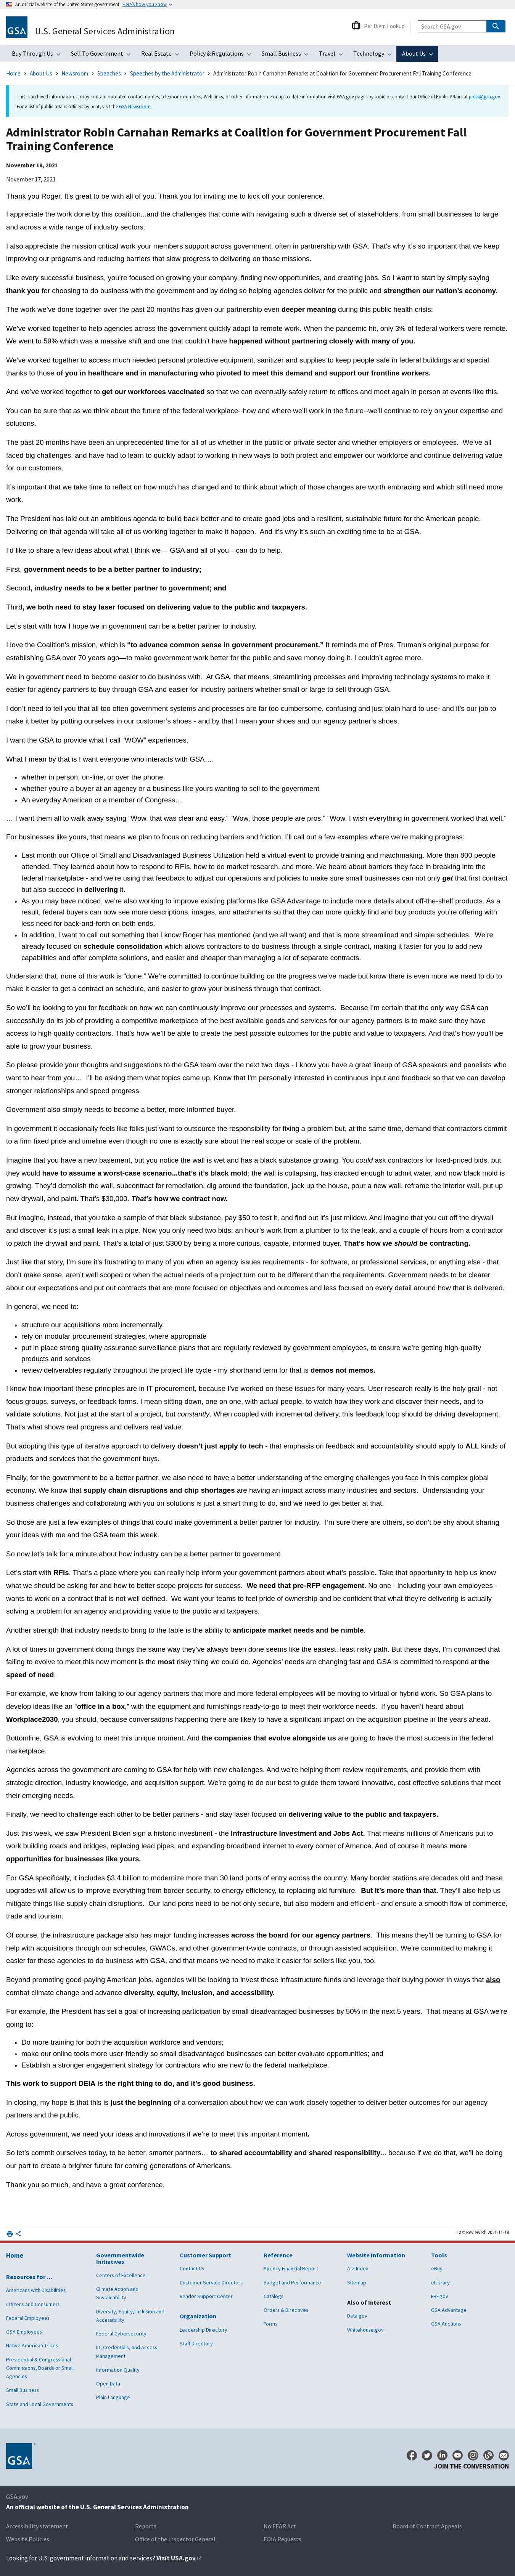 An official website of the United States government Here's how you know
GSA
U.S. General Services Administration
Per Diem Lookup
Search GSA.gov
Buy Through Us
Sell To Government
Real Estate
Policy & Regulations
Small Business
Travel
Technology
About Us
Home › About Us › Newsroom › Speeches › Speeches by the Administrator › Administrator Robin Carnahan Remarks at Coalition for Government Procurement Fall Training Conference
This is archived information. It may contain outdated contact names, telephone numbers, Web links, or other information. For up-to-date information visit GSA.gov pages by topic or contact our Office of Public Affairs at press@gsa.gov.
For a list of public affairs officers by beat, visit the GSA Newsroom.
Administrator Robin Carnahan Remarks at Coalition for Government Procurement Fall
Training Conference
November 18, 2021
November 17, 2021
Thank you Roger. It's great to be with all of you. Thank you for inviting me to kick off your conference.
I appreciate the work done by this coalition...and the challenges that come with navigating such a diverse set of stakeholders, from small businesses to large
and across a wide range of industry sectors.
I also appreciate the mission critical work your members support across government, often in partnership with GSA. That's why it's so important that we keep
improving our programs and reducing barriers that slow progress to delivering on those missions.
Like every successful business, you're focused on growing your company, finding new opportunities, and creating jobs. So I want to start by simply saying
thank you for choosing to do business with the government and by doing so helping agencies deliver for the public and strengthen our nation's economy.
The work we've done together over the past 20 months has given our partnership even deeper meaning during this public health crisis:
We've worked together to help agencies across the government quickly adapt to remote work. When the pandemic hit, only 3% of federal workers were remote.
We went to 59% which was a massive shift and one that couldn't have happened without partnering closely with many of you.
We've worked together to access much needed personal protective equipment, sanitizer and supplies to keep people safe in federal buildings and special
thanks to those of you in healthcare and in manufacturing who pivoted to meet this demand and support our frontline workers.
And we've worked together to get our workforces vaccinated so that we can eventually safely return to offices and meet again in person at events like this.
You can be sure that as we think about the future of the federal workplace--how and where we'll work in the future--we'll continue to rely on your expertise and
solutions.
The past 20 months have been an unprecedented time for all of us whether in the public or private sector and whether employers or employees. We've all
faced big challenges, and have had to learn to adapt quickly to working in new ways to both protect and empower our workforce and continue delivering value
to our customers.
It's important that we take time to reflect on how much has changed and to think about which of those changes are worth embracing and which will still need
work.
The President has laid out an ambitious agenda to build back better and to create good jobs and a resilient, sustainable future for the American people.
Delivering on that agenda will take all of us working together to make it happen. And it's why it's such an exciting time to be at GSA.
I'd like to share a few ideas about what I think we— GSA and all of you—can do to help.
First, government needs to be a better partner to industry;
Second, industry needs to be a better partner to government; and
Third, we both need to stay laser focused on delivering value to the public and taxpayers.
Let's start with how I hope we in government can be a better partner to industry.
I love the Coalition's mission, which is "to advance common sense in government procurement." It reminds me of Pres. Truman's original purpose for
establishing GSA over 70 years ago—to make government work better for the public and save money doing it. I couldn't agree more.
We in government need to become easier to do business with. At GSA, that means, streamlining processes and improving technology systems to make it
easier for agency partners to buy through GSA and easier for industry partners whether small or large to sell through GSA.
I don't need to tell you that all too often government systems and processes are far too cumbersome, confusing and just plain hard to use- and it's our job to
make it better by putting ourselves in our customer's shoes - and by that I mean your shoes and our agency partner's shoes.
I want the GSA to provide what I call "WOW" experiences.
What I mean by that is I want everyone who interacts with GSA….
whether in person, on-line, or over the phone
whether you're a buyer at an agency or a business like yours wanting to sell to the government
An everyday American or a member of Congress…
… I want them all to walk away saying "Wow, that was clear and easy." "Wow, those people are pros." "Wow, I wish everything in government worked that well."
For businesses like yours, that means we plan to focus on reducing barriers and friction. I'll call out a few examples where we're making progress:
Last month our Office of Small and Disadvantaged Business Utilization held a virtual event to provide training and matchmaking. More than 800 people
attended. They learned about how to respond to RFIs, how to do market research, and more. We heard about barriers they face in breaking into the
federal marketplace - and we're using that feedback to adjust our operations and policies to make sure small businesses can not only get that first contract
but also succeed in delivering it.
As you may have noticed, we're also working to improve existing platforms like GSA Advantage to include more details about off-the-shelf products. As a
result, federal buyers can now see more descriptions, images, and attachments so that they can more quickly find and buy products you're offering with
less need for back-and-forth on both ends.
In addition, I want to call out something that I know Roger has mentioned (and we all care about), and that's our more streamlined and simple schedules. We're
already focused on schedule consolidation which allows contractors to do business through a single contract, making it faster for you to add new
capabilities and offer complete solutions, and easier and cheaper than managing a lot of separate contracts.
Understand that, none of this work is "done." We're committed to continue building on the progress we've made but know there is even more we need to do to
make it easier to get a contract on schedule, and easier to grow your business through that contract.
So we'll be looking to you for feedback on how we can continuously improve our processes and systems. Because I'm certain that the only way GSA can
successfully do its job of providing a competitive marketplace of the best available goods and services for our agency partners is to make sure they have
access to high quality contractors. That's how we'll be able to create to the best possible outcomes for the public and value to taxpayers. And that's how you'll be
able to grow your business.
So please provide your thoughts and suggestions to the GSA team over the next two days - I know you have a great lineup of GSA speakers and panelists who
want to hear from you… I'll be asking them what topics came up. Know that I'm personally interested in continuous input and feedback so that we can develop
stronger relationships and speed progress.
Government also simply needs to become a better, more informed buyer.
In government it occasionally feels like folks just want to outsource the responsibility for fixing a problem but, at the same time, they demand contractors commit
to a firm fixed price and timeline even though no one is exactly sure about the real scope or scale of the problem.
Imagine that you have a new basement, but you notice the wall is wet and has a black substance growing. You could ask contractors for fixed-priced bids, but
they would have to assume a worst-case scenario...that's it's black mold: the wall is collapsing, has cracks big enough to admit water, and now black mold is
growing. They'd demolish the wall, subcontract for remediation, dig around the foundation, jack up the house, pour a new wall, reframe the interior wall, put up
new drywall, and paint. That's $30,000. That's how we contract now.
But imagine, instead, that you take a sample of that black substance, pay $50 to test it, and find out it's just mildew. And imagine that you cut off the drywall
and discover it's just a small leak in a pipe. Now you only need two bids: an hour's work from a plumber to fix the leak, and a couple of hours from a contractor
to patch the drywall and paint. That's a total of just $300 by being a more curious, capable, informed buyer. That's how we should be contracting.
Just like that story, I'm sure it's frustrating to many of you when an agency issues requirements - for software, or professional services, or anything else - that
don't make sense, aren't well scoped or when the actual needs of a project turn out to be different than the stated requirements. Having clearer conversations
up front helps, but so can contracts that are more focused on objectives and outcomes and less focused on every detail around how that is delivered.
In general, we need to:
structure our acquisitions more incrementally.
rely on modular procurement strategies, where appropriate
put in place strong quality assurance surveillance plans that are regularly reviewed by government employees, to ensure we're getting high-quality
products and services
review deliverables regularly throughout the project life cycle - my shorthand term for that is demos not memos.
I know how important these principles are in IT procurement, because I've worked on these issues for many years. User research really is the holy grail - not
focus groups, surveys, or feedback forms. I mean sitting down, one on one, with actual people, to watch how they work, understand their needs, and work to
validate solutions. Not just at the start of a project, but constantly. When coupled with incremental delivery, this feedback loop should be driving development.
That's what shows real progress and delivers real value.
But adopting this type of iterative approach to delivery doesn't just apply to tech - that emphasis on feedback and accountability should apply to ALL kinds of
products and services that the government buys.
Finally, for the government to be a better partner, we also need to have a better understanding of the emerging challenges you face in this complex global
economy. We know that supply chain disruptions and chip shortages are having an impact across many industries and sectors. Understanding your
business challenges and collaborating with you on solutions is just a smart thing to do, and we need to get better at that.
So those are just a few examples of things that could make government a better partner for industry. I'm sure there are others, so don't be shy about sharing
your ideas with me and the GSA team this week.
So now let's talk for a minute about how industry can be a better partner to government.
Let's start with RFIs. That's a place where you can really help inform your government partners about what's possible. Take that opportunity to help us know
what we should be asking for and how to better scope projects for success. We need that pre-RFP engagement. No one - including your own employees -
wants to work on contract that is not well-defined. We want your teams to feel pride of ownership and be confident that what they're delivering is actually
solving a problem for an agency and providing value to the public and taxpayers.
Another strength that industry needs to bring to the table is by always being able to anticipate market needs and be nimble.
A lot of times in government doing things the same way they've always been done seems like the easiest, least risky path. But more often than not, I'm convinced
failing to evolve to meet this new moment is the most risky thing we could do. Agencies' needs are changing fast and GSA is committed to respond at the
speed of need.
For example, we know from talking to our agency partners that more and more federal employees will be moving to virtual or hybrid work. So GSA plans to
develop ideas like an "office in a box," with the equipment and furnishings ready-to-go to meet their workforce needs. If you haven't heard about
Workplace2030, you should, because conversations happening there are likely to have a significant impact on the acquisition pipeline in the years ahead.
Bottomline, GSA is evolving to meet this unique moment. And the companies that evolve alongside us are going to have the most success in the federal
marketplace.
Agencies across the government are coming to GSA for help with new challenges. And we're helping them review requirements, and provide them with
strategic direction, industry knowledge, and acquisition support. We're going to do our best to guide them towards innovative, cost effective solutions that meet
their emerging needs.
Finally, we need to challenge each other to be better partners - and stay laser focused on delivering value to the public and taxpayers.
Just this week, we saw President Biden sign a historic investment - the Infrastructure Investment and Jobs Act. That means millions of Americans put to
work building roads and bridges, replacing lead pipes, and expanding broadband internet to every corner of America. And of course it means more
opportunities for businesses like yours.
For GSA specifically, it includes $3.4 billion to modernize more than 30 land ports of entry across the country. Many border stations are decades old and these
upgrades will help us do everything from improve border security, to energy efficiency, to replacing old furniture. But it's more than that. They'll also help us
mitigate things like supply chain disruptions. Our land ports need to be not only secure, but also modern and efficient - and ensure a smooth flow of commerce,
trade and tourism.
Of course, the infrastructure package also has major funding increases across the board for our agency partners. This means they'll be turning to GSA for
help with acquisitions through our schedules, GWACs, and other government-wide contracts, or through assisted acquisition. We're committed to making it
easier for those agencies to do business with GSA, and that means we need to make it easier for sellers like you, too.
Beyond promoting good-paying American jobs, agencies will be looking to invest these infrastructure funds and leverage their buying power in ways that also
combat climate change and advance diversity, equity, inclusion, and accessibility.
For example, the President has set a goal of increasing participation by small disadvantaged businesses by 50% in the next 5 years. That means at GSA we're
going to:
Do more training for both the acquisition workforce and vendors;
make our online tools more user-friendly so small disadvantaged businesses can better evaluate opportunities; and
Establish a stronger engagement strategy for contractors who are new to the federal marketplace.
This work to support DEIA is the right thing to do, and it's good business.
In closing, my hope is that this is just the beginning of a conversation about how we can work closely together to deliver better outcomes for our agency
partners and the public.
Across government, we need your ideas and innovations if we're to meet this important moment.
So let's commit ourselves today, to be better, smarter partners… to shared accountability and shared responsibility... because if we do that, we'll be doing
our part to create a brighter future for coming generations of Americans.
Thank you so much, and have a great conference.
Last Reviewed: 2021-11-18
Home
Resources for …
Americans with Disabilities
Citizens and Consumers
Federal Employees
GSA Employees
Native American Tribes
Presidential & Congressional
Commissions, Boards or Small
Agencies
Small Business
State and Local Governments
Governmentwide
Initiatives
Centers of Excellence
Climate Action and
Sustainability
Diversity, Equity, Inclusion and
Accessibility
Federal Cybersecurity
ID, Credentials, and Access
Management
Information Quality
Open Data
Plain Language
Customer Support
Contact Us
Customer Service Directors
Vendor Support Center
Organization
Leadership Directory
Staff Directory
Reference
Agency Financial Report
Budget and Performance
Catalogs
Orders & Directives
Forms
Website Information
A-Z Index
Sitemap
Also of Interest
Data.gov
Whitehouse.gov
Tools
eBuy
eLibrary
FBF.gov
GSA Advantage
GSA Auctions
GSA
JOIN THE CONVERSATION
GSA.gov
An official website of the U.S. General Services Administration
Accessibility statement
Reports
No FEAR Act
Board of Contract Appeals
Website Policies
Office of the Inspector General
FOIA Requests
Looking for U.S. government information and services? Visit USA.gov